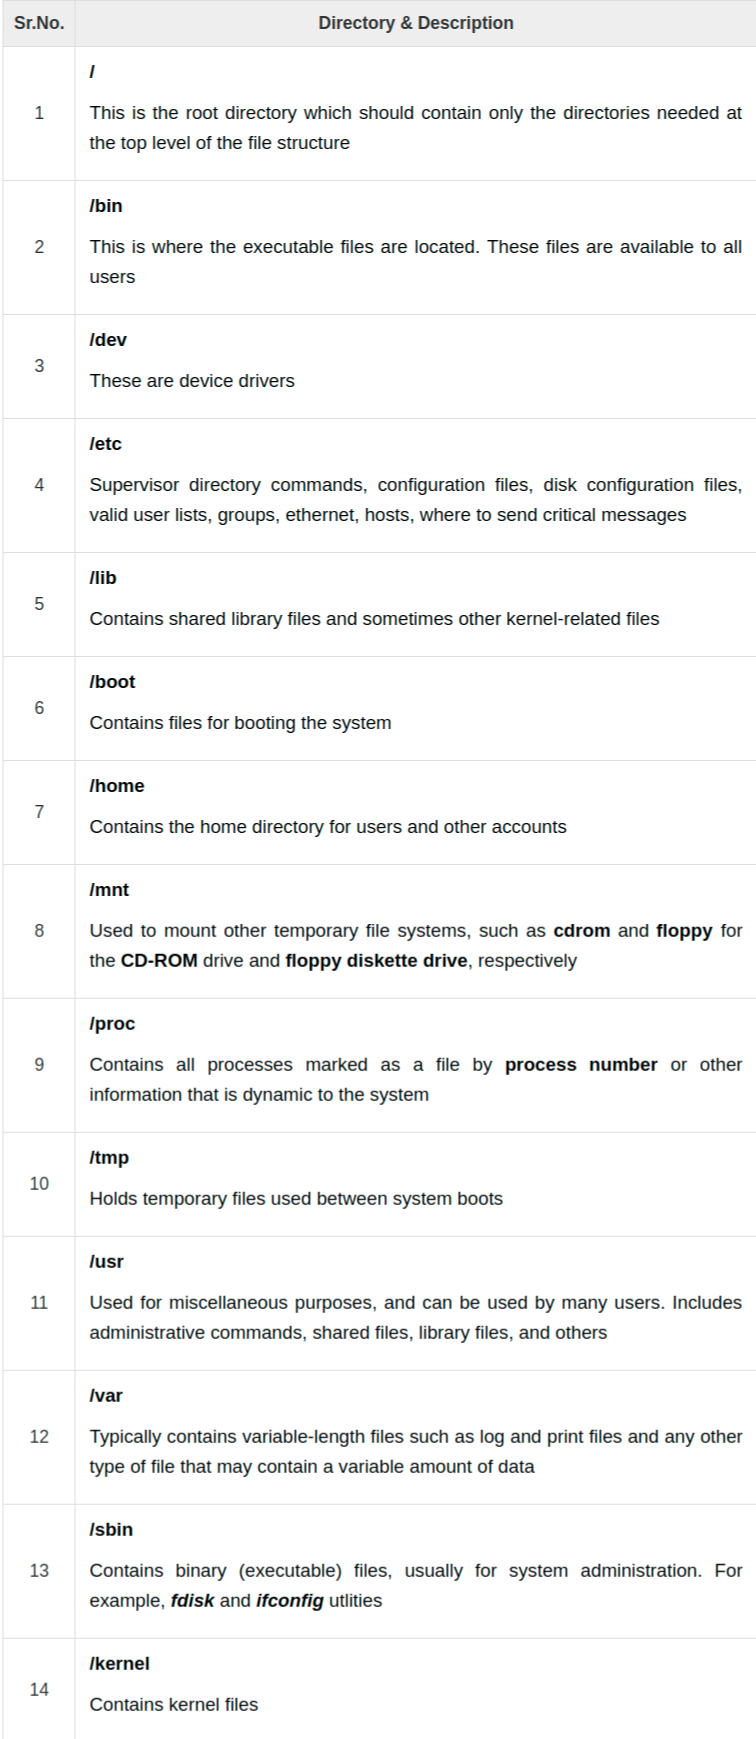 Sr.No. Directory & Description
/
1
This is the root directory which should contain only the directories needed at
the top level of the file structure
/bin
2
This is where the executable files are located. These files are available to all
users
/dev
3
These are device drivers
/etc
4
Supervisor directory commands, configuration files, disk configuration files,
valid user lists, groups, ethernet, hosts, where to send critical messages
/lib
5
Contains shared library files and sometimes other kernel-related files
/boot
6
Contains files for booting the system
/home
7
Contains the home directory for users and other accounts
/mnt
8
Used to mount other temporary file systems, such as cdrom and floppy for
the CD-ROM drive and floppy diskette drive, respectively
/proc
9
Contains all processes marked as a file by process number or other
information that is dynamic to the system
/tmp
10
Holds temporary files used between system boots
/usr
11
Used for miscellaneous purposes, and can be used by many users. Includes
administrative commands, shared files, library files, and others
/var
12
Typically contains variable-length files such as log and print files and any other
type of file that may contain a variable amount of data
/sbin
13
Contains binary (executable) files, usually for system administration. For
example, fdisk and ifconfig utlities
/kernel
14
Contains kernel files